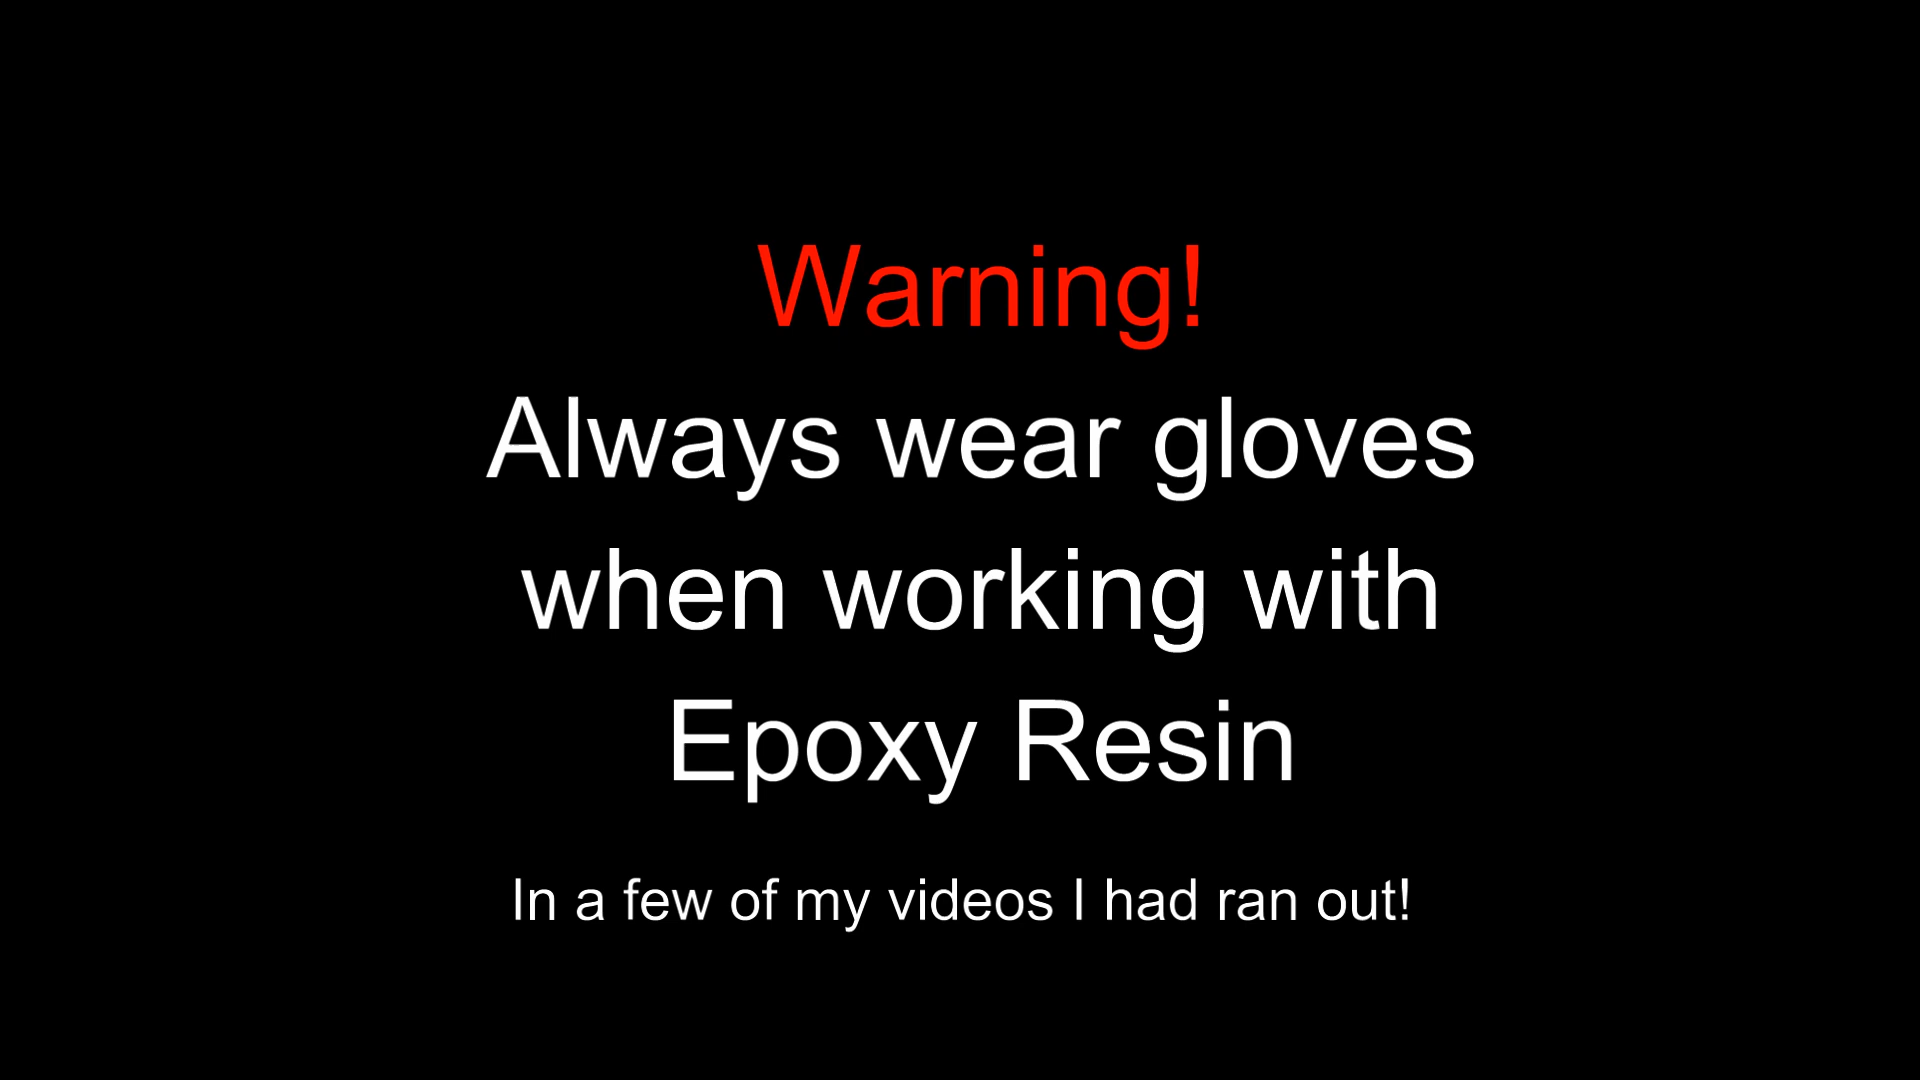 Warning!
Always wear gloves
when working with
Epoxy Resin
In a few of my videos I had ran out!